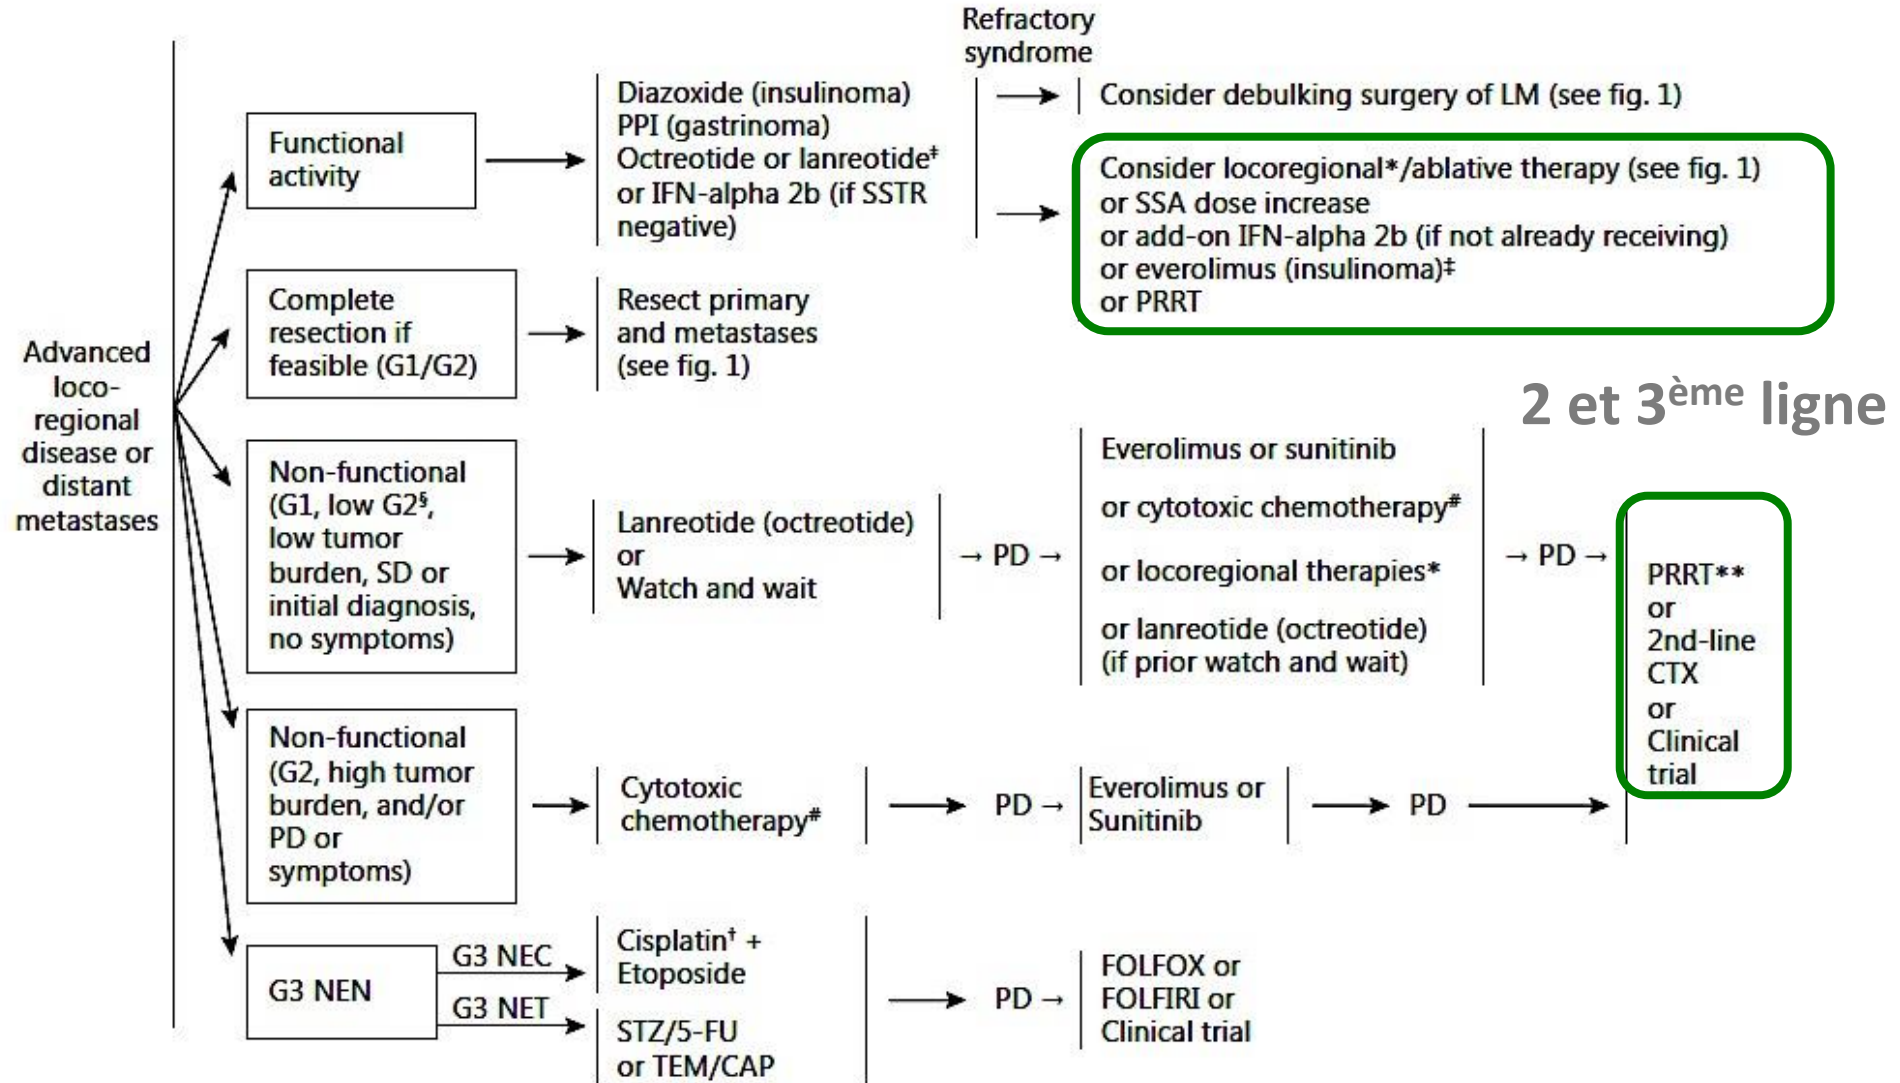 Refractory
syndrome
Advanced
loco-
regional
disease or
distant
metastases
Functional
activity
Diazoxide (insulinoma)
PPI (gastrinoma)
Octreotide or lanreotide‡
or IFN-alpha 2b (if SSTR
negative)
Consider debulking surgery of LM (see fig. 1)
Consider locoregional*/ablative therapy (see fig. 1)
or SSA dose increase
or add-on IFN-alpha 2b (if not already receiving)
or everolimus (insulinoma)‡
or PRRT
Complete
resection if
feasible (G1/G2)
Resect primary
and metastases
(see fig. 1)
2 et 3ème ligne
Non-functional
(G1, low G2§,
low tumor
burden, SD or
initial diagnosis,
no symptoms)
Lanreotide (octreotide)
or
Watch and wait
→ PD →
Everolimus or sunitinib
or cytotoxic chemotherapy#
or locoregional therapies*
or lanreotide (octreotide)
(if prior watch and wait)
→ PD →
PRRT**
or
2nd-line
CTX
or
Clinical
trial
Non-functional
(G2, high tumor
burden, and/or
PD or
symptoms)
Cytotoxic
chemotherapy#
PD →
Everolimus or
Sunitinib
PD
G3 NEN
G3 NEC
Cisplatin† +
Etoposide
G3 NET
STZ/5-FU
or TEM/CAP
PD →
FOLFOX or
FOLFIRI or
Clinical trial